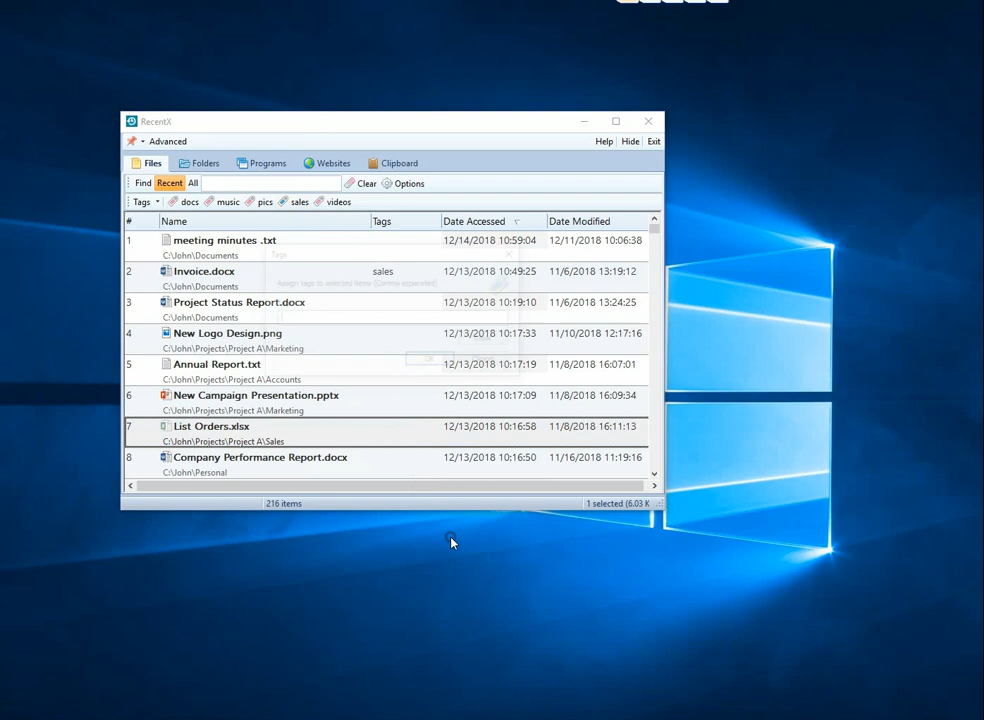 RecentX
Advanced Help Hide Exit
Files Folders Programs Websites Clipboard
Find Recent All Clear Options
Tags docs music pics sales videos
# Name Tags Date Accessed Date Modified
1 meeting minutes .txt 12/14/2018 10:59:04 12/11/2018 10:06:38
C:\John\Documents
Tags
2 Invoice.docx sales 12/13/2018 10:49:25 11/6/2018 13:19:12
C:\John\Documents
Assign tags to selected items (Comma separated)
3 Project Status Report.docx 12/13/2018 10:19:10 11/6/2018 13:24:25
C:\John\Documents
4 New Logo Design.png 12/13/2018 10:17:33 11/10/2018 12:17:16
C:\John\Projects\Project A\Marketing
OK
5 Annual Report.txt 12/13/2018 10:17:19 11/8/2018 16:07:01
C:\John\Projects\Project A\Accounts
6 New Campaign Presentation.pptx 12/13/2018 10:17:09 11/8/2018 16:09:34
C:\John\Projects\Project A\Marketing
7 List Orders.xlsx 12/13/2018 10:16:58 11/8/2018 16:11:13
C:\John\Projects\Project A\Sales
8 Company Performance Report.docx 12/13/2018 10:16:50 11/16/2018 11:19:16
C:\John\Personal
216 items 1 selected (6.03 K